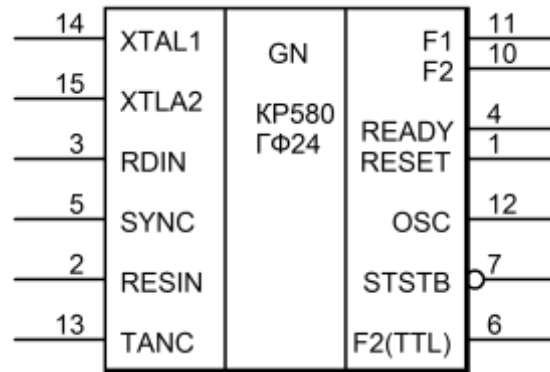 14 XTAL1 GN F1 11
F2 10
15 XTLA2 КР580
ГФ24 READY 4
3 RDIN RESET 1
5 SYNC OSC 12
2 RESIN STSTB 7
13 TANC F2(TTL) 6